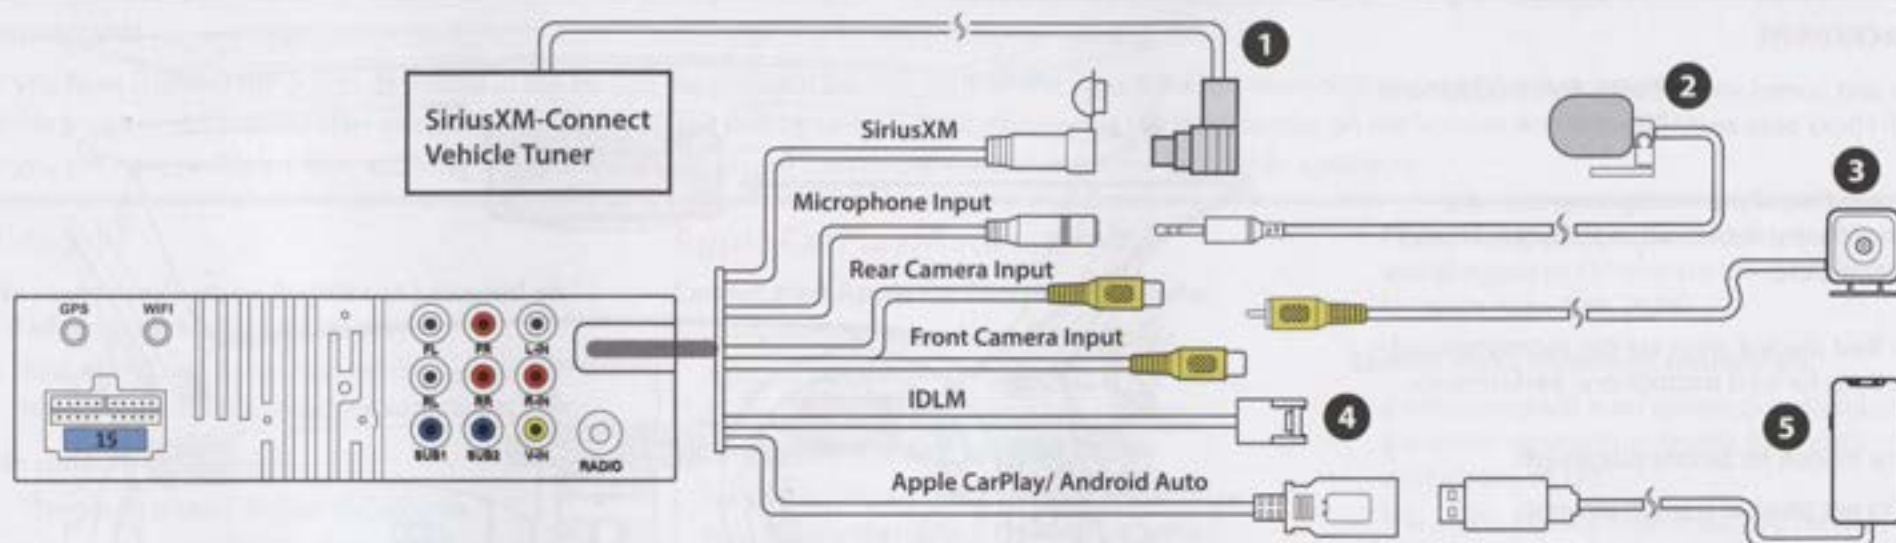 1
SiriusXM-Connect
Vehicle Tuner
SiriusXM
2
Microphone Input
3
Rear Camera Input
GPS
WIFI
FL
FR
L-IN
Front Camera Input
RL
RR
R-IN
IDLM
4
15
5
SUB1
SUB2
V-IN
RADIO
Apple CarPlay/ Android Auto